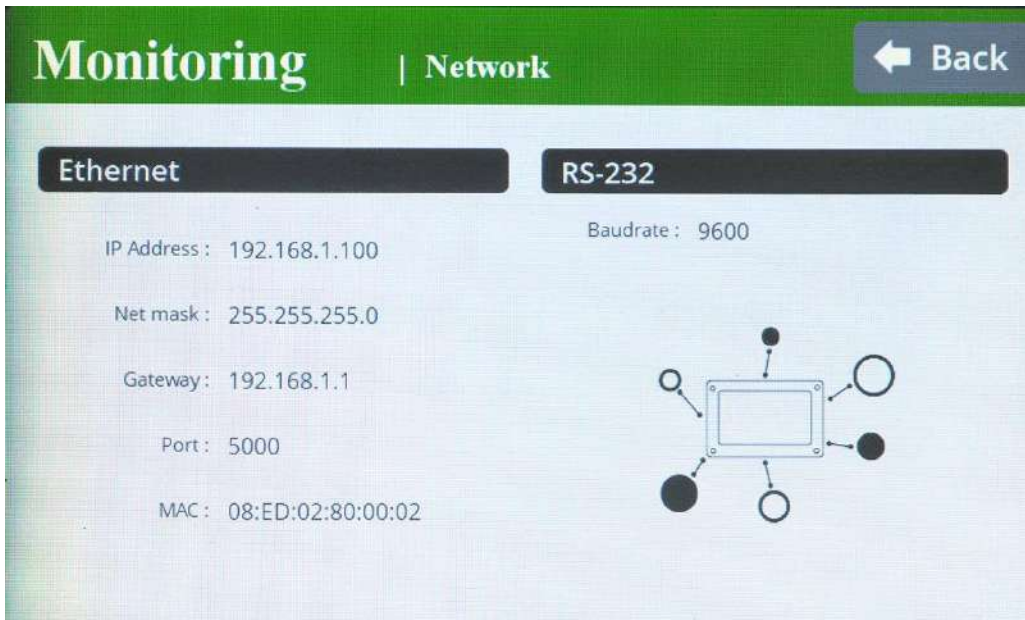 Monitoring | Network
Back
Ethernet
IP Address : 192.168.1.100
Net mask : 255.255.255.0
Gateway : 192.168.1.1
Port : 5000
MAC : 08:ED:02:80:00:02
RS-232
Baudrate : 9600